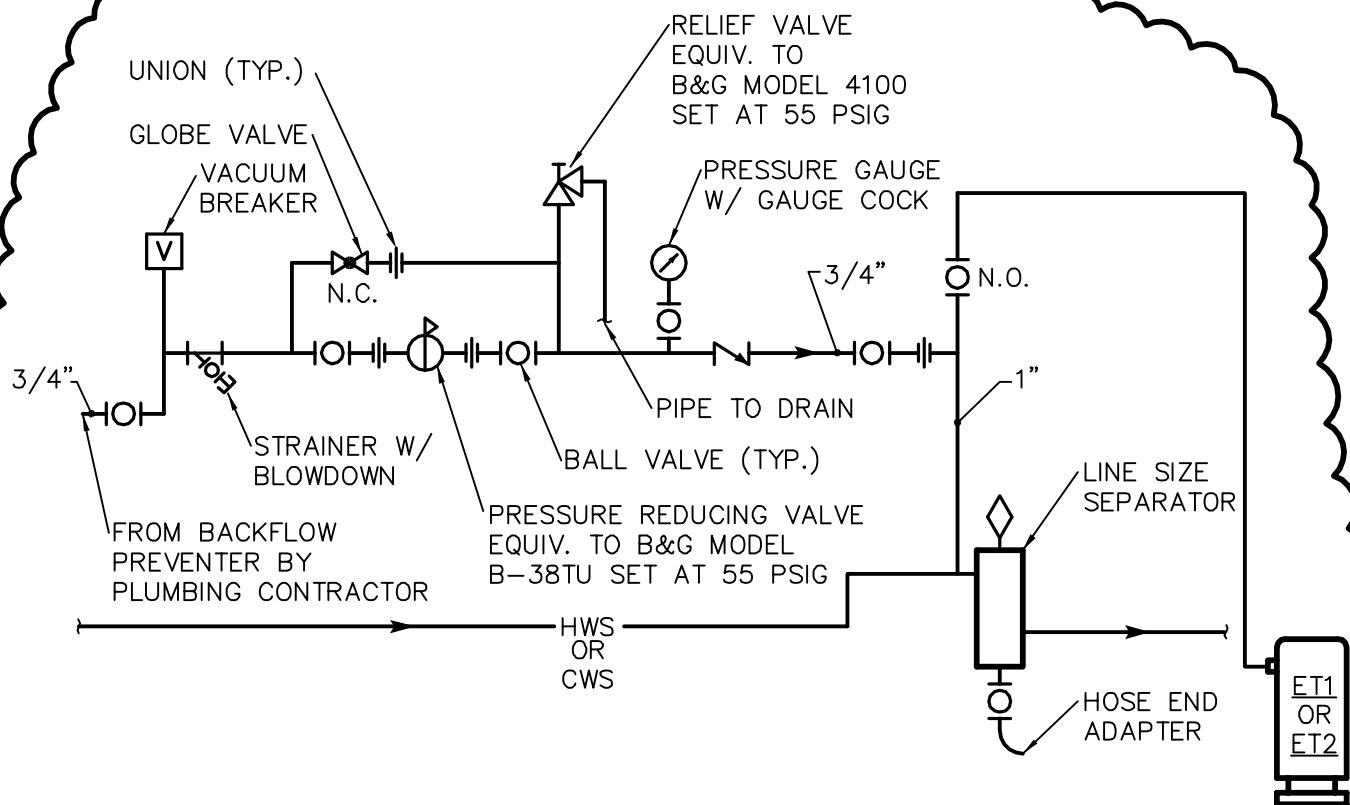 RELIEF VALVE
EQUIV. TO
B&G MODEL 4100
SET AT 55 PSIG
UNION (TYP.)
GLOBE VALVE
VACUUM
BREAKER
PRESSURE GAUGE
W/ GAUGE COCK
V
N.C.
3/4"
N.O.
3/4"
1"
PIPE TO DRAIN
STRAINER W/
BLOWDOWN
BALL VALVE (TYP.)
LINE SIZE
SEPARATOR
FROM BACKFLOW
PREVENTER BY
PLUMBING CONTRACTOR
PRESSURE REDUCING VALVE
EQUIV. TO B&G MODEL
B-38TU SET AT 55 PSIG
HWS
OR
CWS
HOSE END
ADAPTER
ET1
OR
ET2